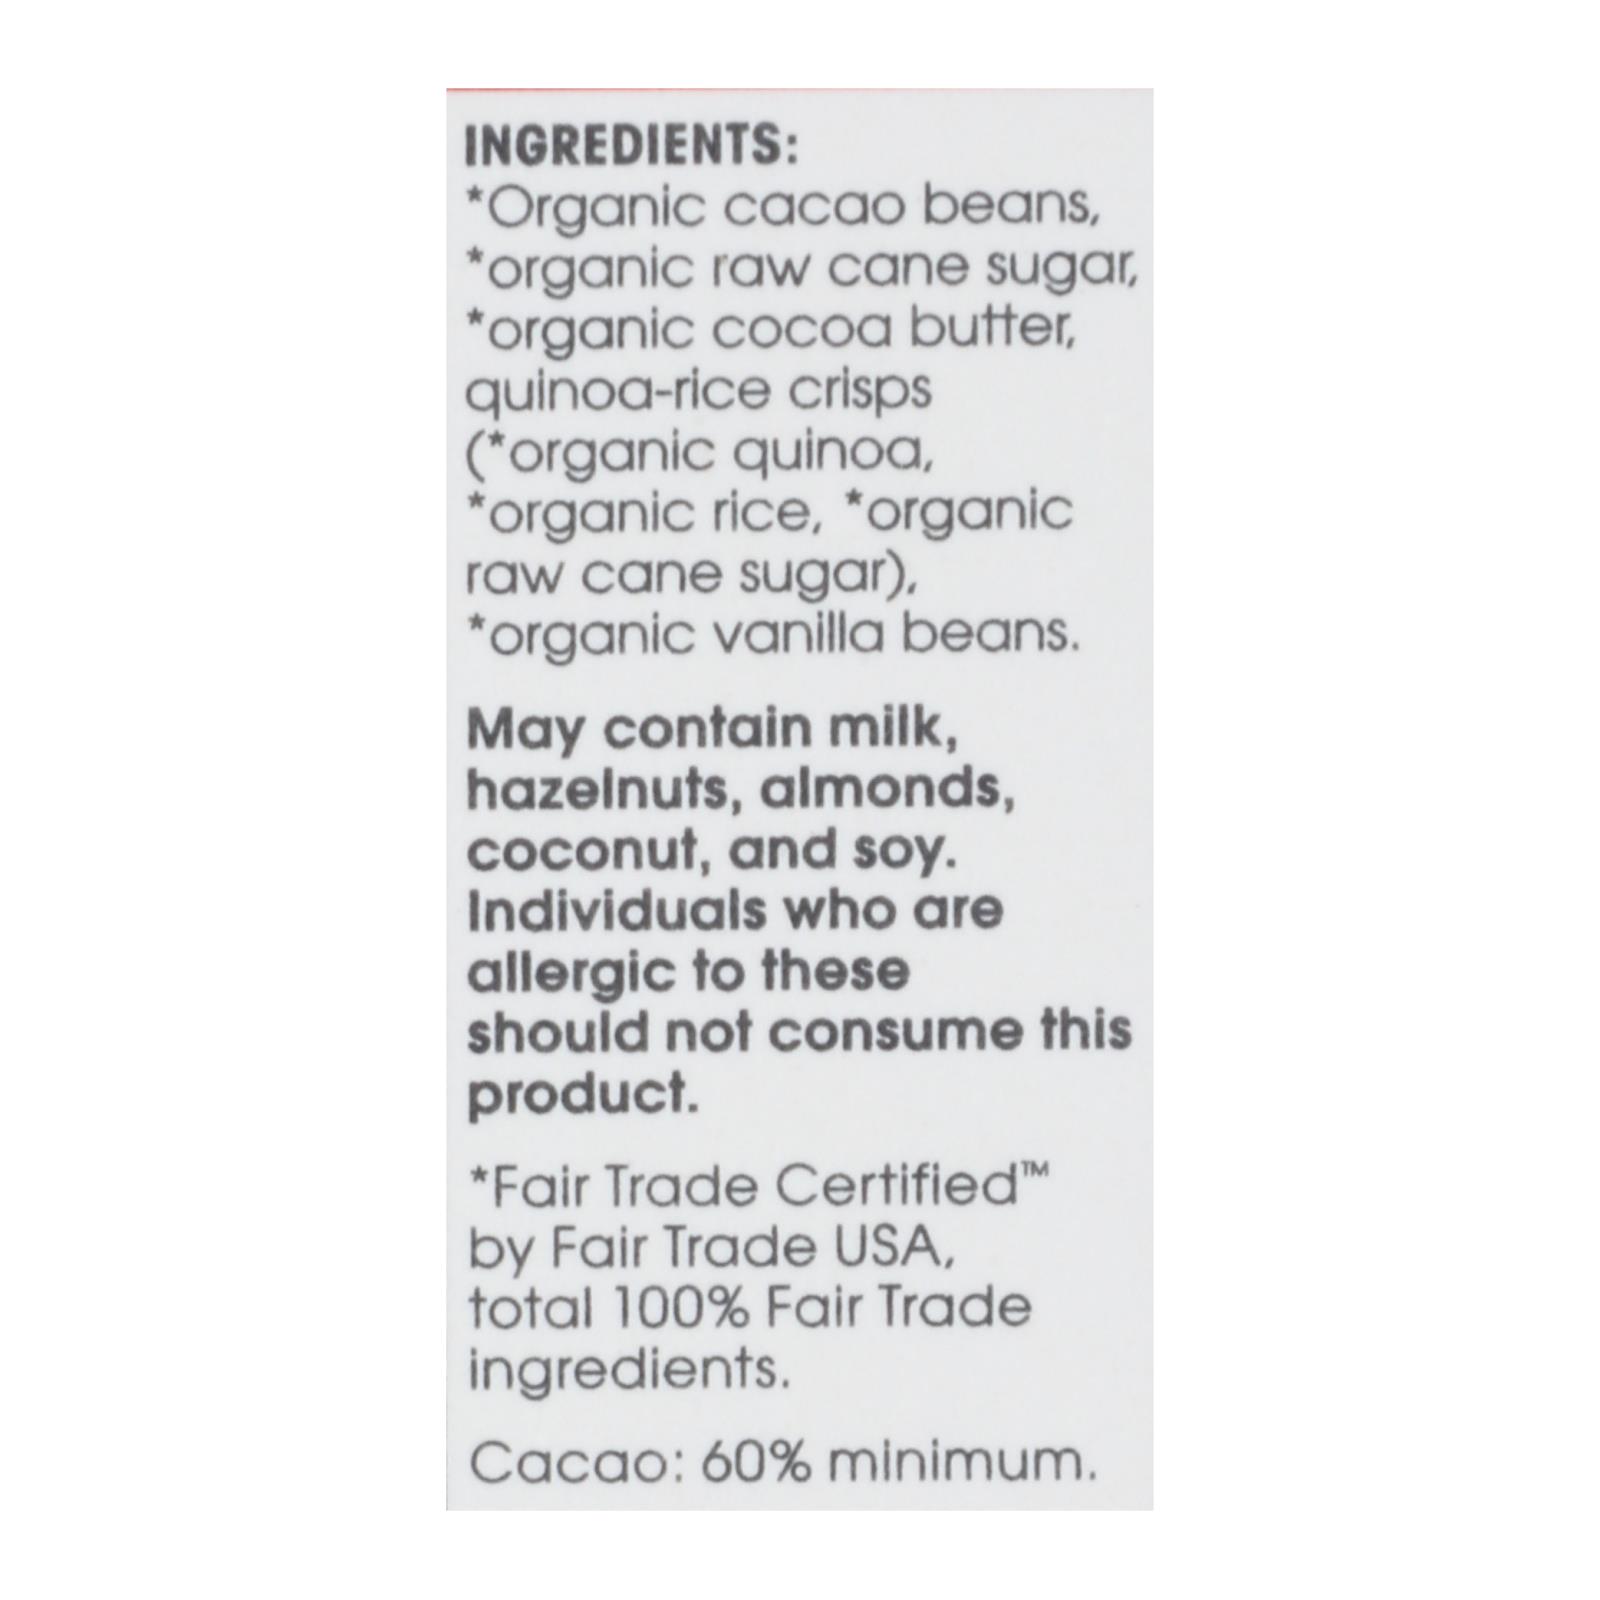 INGREDIENTS:
*Organic cacao beans,
*organic raw cane sugar,
*organic cocoa butter,
quinoa-rice crisps
(*organic quinoa,
*organic rice, *organic
raw cane sugar),
*organic vanilla beans.
May contain milk,
hazelnuts, almonds,
coconut, and soy.
Individuals who are
allergic to these
should not consume this
product.
*Fair Trade Certified™
by Fair Trade USA,
total 100% Fair Trade
ingredients.
Cacao: 60% minimum.